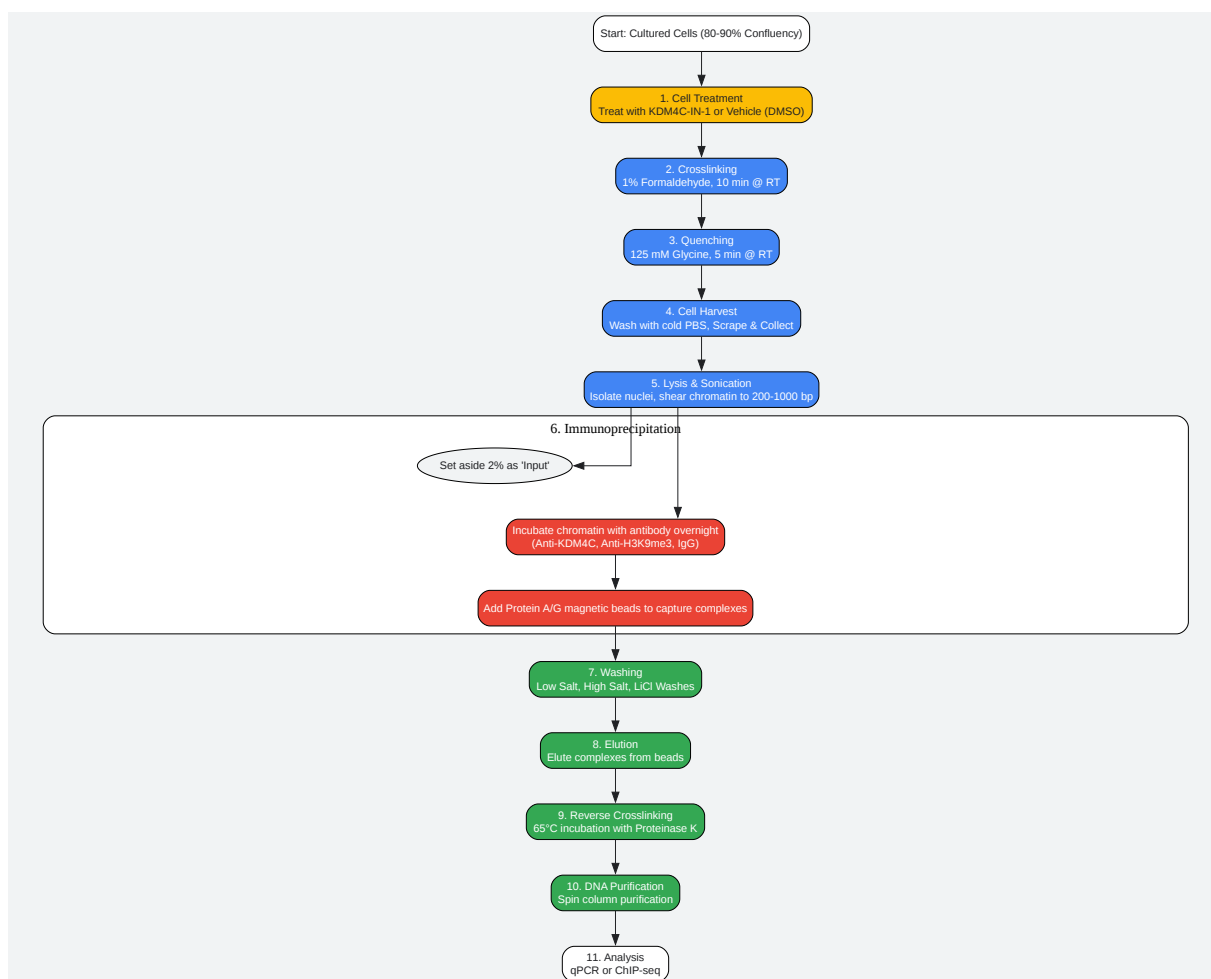 Start: Cultured Cells (80-90% Confluency)
1. Cell Treatment
Treat with KDM4C-IN-1 or Vehicle (DMSO)
2. Crosslinking
1% Formaldehyde, 10 min @ RT
3. Quenching
125 mM Glycine, 5 min @ RT
4. Cell Harvest
Wash with cold PBS, Scrape & Collect
5. Lysis & Sonication
Isolate nuclei, shear chromatin to 200-1000 bp
6. Immunoprecipitation
Set aside 2% as 'Input'
Incubate chromatin with antibody overnight
(Anti-KDM4C, Anti-H3K9me3, IgG)
Add Protein A/G magnetic beads to capture complexes
7. Washing
Low Salt, High Salt, LiCl Washes
8. Elution
Elute complexes from beads
9. Reverse Crosslinking
65°C incubation with Proteinase K
10. DNA Purification
Spin column purification
11. Analysis
qPCR or ChIP-seq